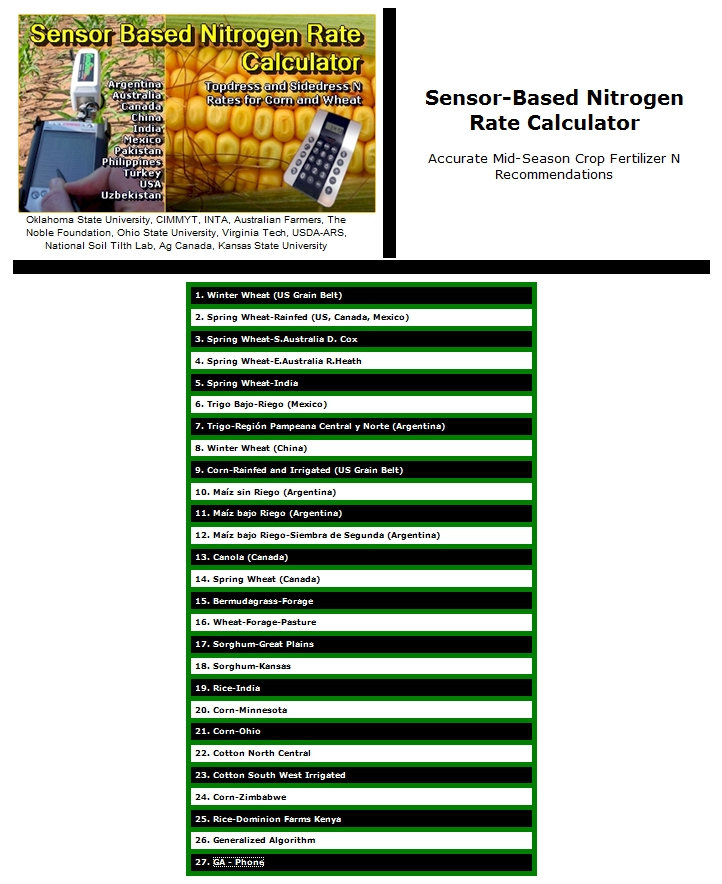 Sensor Based Nitrogen Rate
Calculator
Argentina
Australia
Canada
China
India
Mexico
Pakistan
Philippines
Turkey
USA
Uzbekistan
Topdress and Sidedress N
Rates for Corn and Wheat
Oklahoma State University, CIMMYT, INTA, Australian Farmers, The
Noble Foundation, Ohio State University, Virginia Tech, USDA-ARS,
National Soil Tilth Lab, Ag Canada, Kansas State University
Sensor-Based Nitrogen
Rate Calculator
Accurate Mid-Season Crop Fertilizer N
Recommendations
1. Winter Wheat (US Grain Belt)
2. Spring Wheat-Rainfed (US, Canada, Mexico)
3. Spring Wheat-S.Australia D. Cox
4. Spring Wheat-E.Australia R.Heath
5. Spring Wheat-India
6. Trigo Bajo-Riego (Mexico)
7. Trigo-Región Pampeana Central y Norte (Argentina)
8. Winter Wheat (China)
9. Corn-Rainfed and Irrigated (US Grain Belt)
10. Maíz sin Riego (Argentina)
11. Maíz bajo Riego (Argentina)
12. Maíz bajo Riego-Siembra de Segunda (Argentina)
13. Canola (Canada)
14. Spring Wheat (Canada)
15. Bermudagrass-Forage
16. Wheat-Forage-Pasture
17. Sorghum-Great Plains
18. Sorghum-Kansas
19. Rice-India
20. Corn-Minnesota
21. Corn-Ohio
22. Cotton North Central
23. Cotton South West Irrigated
24. Corn-Zimbabwe
25. Rice-Dominion Farms Kenya
26. Generalized Algorithm
27. GA - Phone